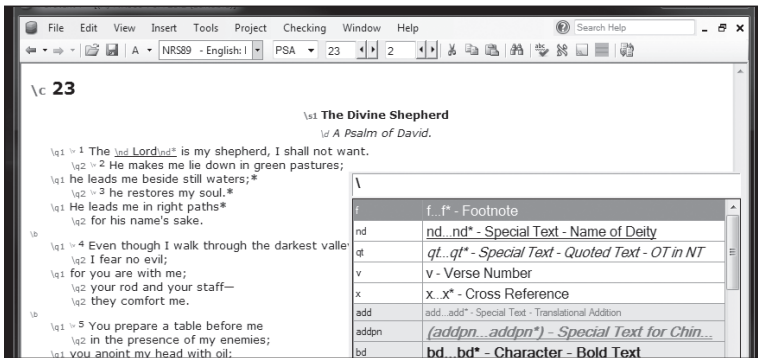 File Edit View Insert Tools Project Checking Window Help Search Help
A NRS89 - English: I PSA 23 2
\c 23
\s1 The Divine Shepherd
\d A Psalm of David.
\q1 \v 1 The \nd Lord\nd* is my shepherd, I shall not want.
\q2 \v 2 He makes me lie down in green pastures;
\q1 he leads me beside still waters;*
\q2 \v 3 he restores my soul.*
\q1 He leads me in right paths*
\q2 for his name's sake.
\b
\q1 \v 4 Even though I walk through the darkest valle
\q2 I fear no evil;
\q1 for you are with me;
\q2 your rod and your staff—
\q2 they comfort me.
\b
\q1 \v 5 You prepare a table before me
\q2 in the presence of my enemies;
\q1 you anoint my head with oil;
\
f f...f* - Footnote
nd nd...nd* - Special Text - Name of Deity
qt qt...qt* - Special Text - Quoted Text - OT in NT
v v - Verse Number
x x...x* - Cross Reference
add add...add* - Special Text - Translational Addition
addpn (addpn...addpn*) - Special Text for Chin...
bd bd...bd* - Character - Bold Text